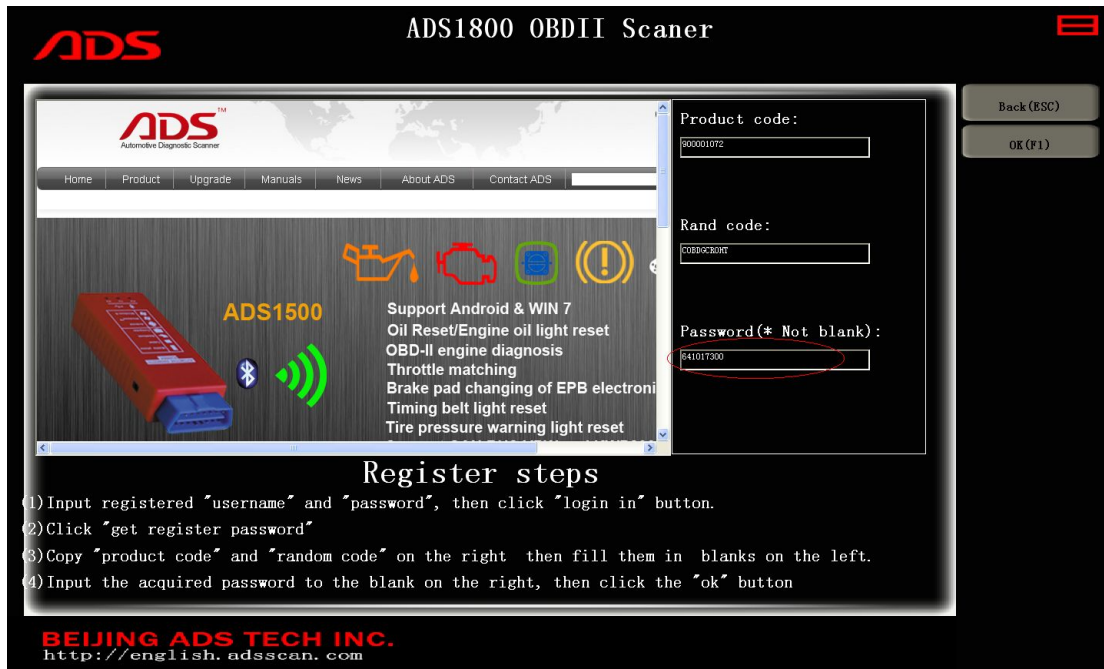 ADS
ADS1800 OBDII Scaner
Back(ESC)
OK(F1)
ADS™
Automotive Diagnostic Scanner
Home Product Upgrade Manuals News About ADS Contact ADS
ADS1500
Support Android & WIN 7
Oil Reset/Engine oil light reset
OBD-II engine diagnosis
Throttle matching
Brake pad changing of EPB electroni
Timing belt light reset
Tire pressure warning light reset
Product code:
900001072
Rand code:
COBDGCROHT
Password(* Not blank):
641017300
Register steps
(1)Input registered "username" and "password", then click "login in" button.
(2)Click "get register password"
(3)Copy "product code" and "random code" on the right then fill them in blanks on the left.
(4)Input the acquired password to the blank on the right, then click the "ok" button
BEIJING ADS TECH INC.
http://english.adsscan.com